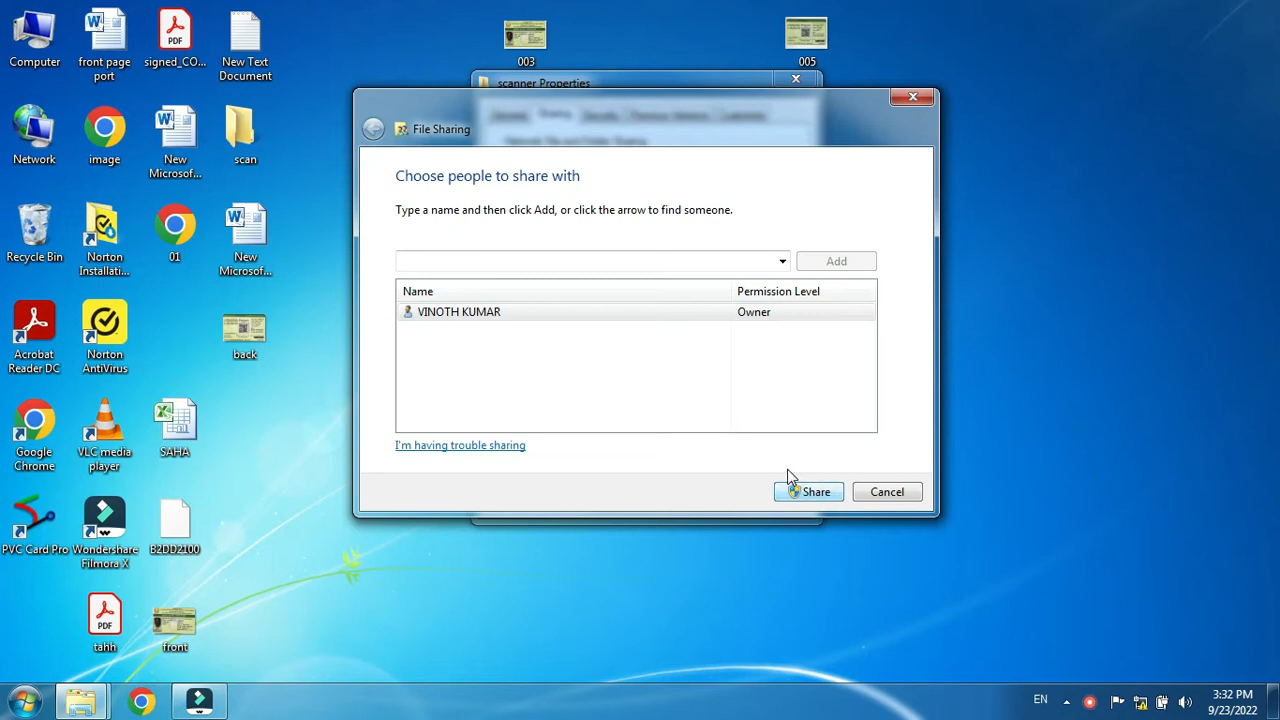 Computer
front page
port
signed_CO...
New Text
Document
003
005
scanner Properties
Network
image
New
Microsof...
scan
File Sharing
Choose people to share with
Type a name and then click Add, or click the arrow to find someone.
Add
Name
Permission Level
VINOTH KUMAR
Owner
I'm having trouble sharing
Share
Cancel
Recycle Bin
Norton
Installati...
01
New
Microsof...
Acrobat
Reader DC
Norton
AntiVirus
back
Google
Chrome
VLC media
player
SAHA
PVC Card Pro
Wondershare
Filmora X
B2DD2100
PDF
PDF
tahh
front
EN
3:32 PM
9/23/2022